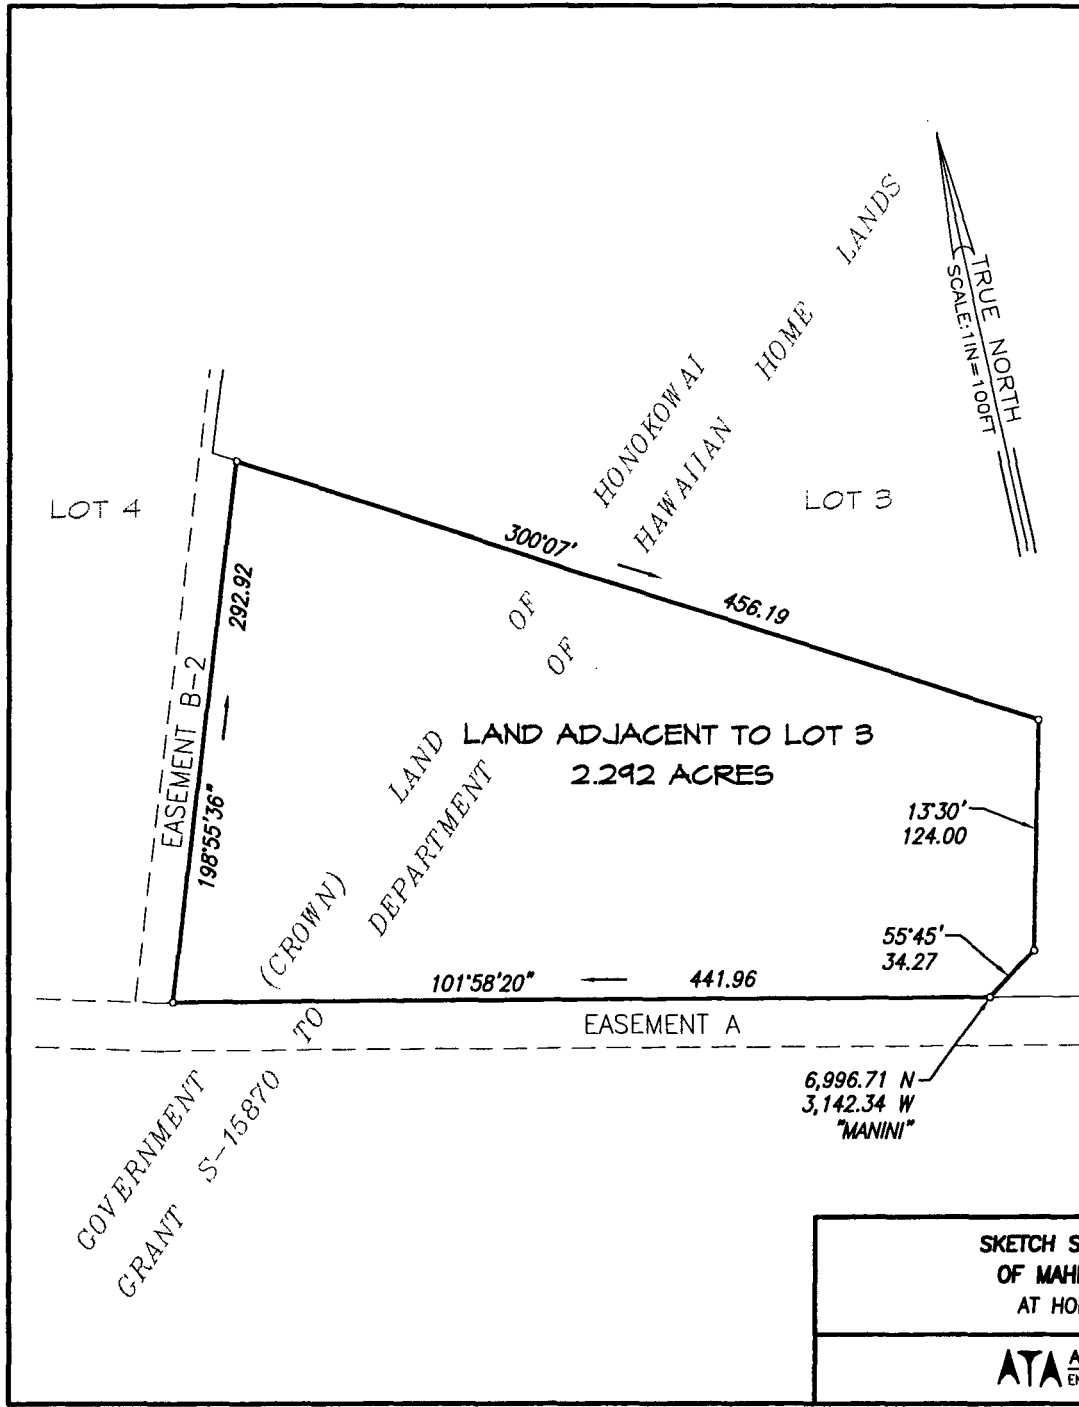 HONOKOWAI
HAWAIIAN HOME LANDS
TRUE NORTH
SCALE:1IN=100FT
LOT 4
LOT 3
300°07'
456.19
292.92
EASEMENT B-2
198°55'36"
OF
OF
LAND ADJACENT TO LOT 3
2.292 ACRES
LAND
DEPARTMENT
(CROWN)
13°30'
124.00
55°45'
34.27
101°58'20"
441.96
TO
EASEMENT A
6,996.71 N
3,142.34 W
"MANINI"
GOVERNMENT
GRANT S-15870
SKETCH S
OF MAH
AT HO
ATA